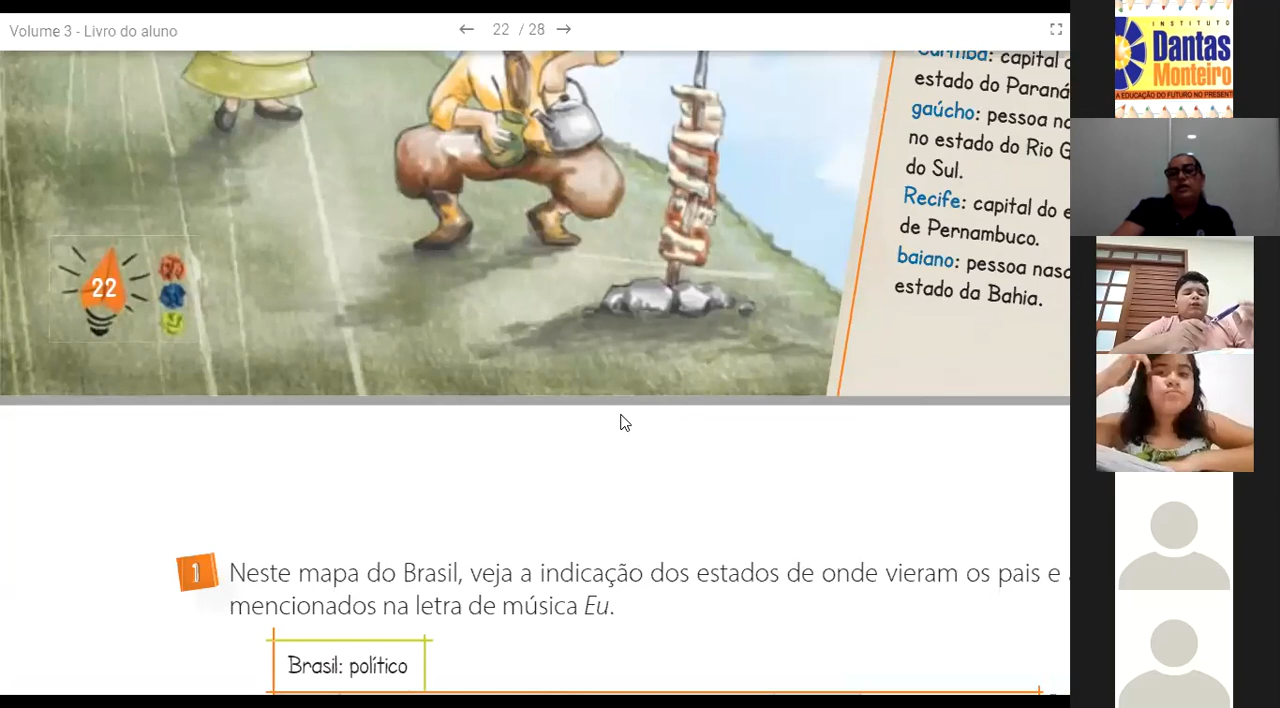 Volume 3 - Livro do aluno
22 / 28
Curitiba: capital
estado do Paraná
gaúcho: pessoa
no estado do Rio G
do Sul.
Recife: capital do e
de Pernambuco.
baiano: pessoa nasc
estado da Bahia.
22
1
Neste mapa do Brasil, veja a indicação dos estados de onde vieram os pais e
mencionados na letra de música Eu.
Brasil: político
INSTITUTO
Dantas
Monteiro
A EDUCAÇÃO DO FUTURO NO PRESENT